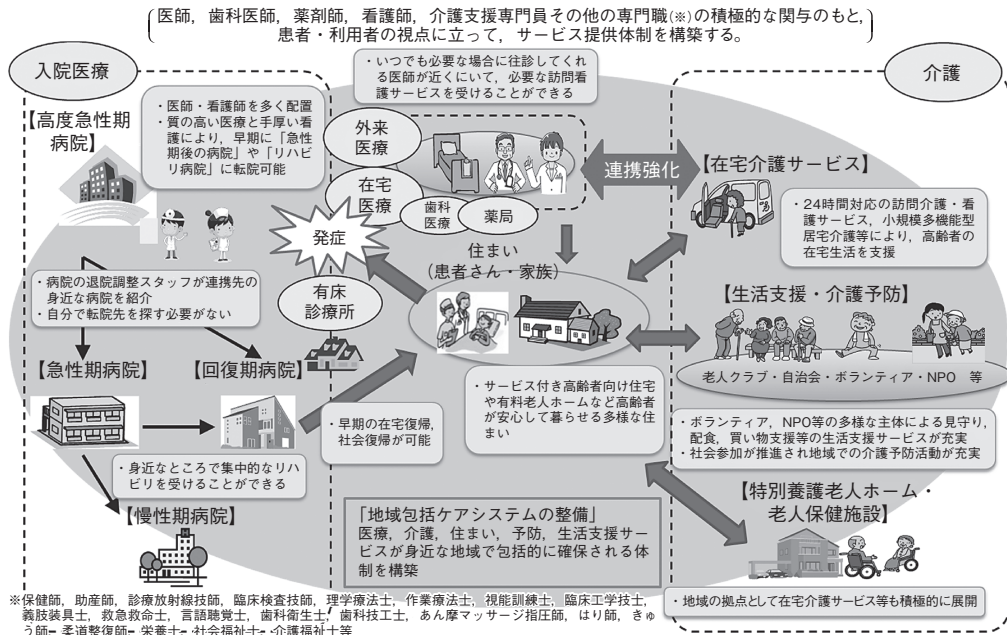 医師，歯科医師，薬剤師，看護師，介護支援専門員その他の専門職(※)の積極的な関与のもと，
患者・利用者の視点に立って，サービス提供体制を構築する。
入院医療
・いつでも必要な場合に往診してくれ
る医師が近くにいて，必要な訪問看
護サービスを受けることができる
介護
【高度急性期
病院】
・医師・看護師を多く配置
・質の高い医療と手厚い看
護により，早期に「急性
期後の病院」や「リハビ
リ病院」に転院可能
外来
医療
在宅
医療
歯科
医療
薬局
連携強化
【在宅介護サービス】
・24時間対応の訪問介護・看
護サービス，小規模多機能型
居宅介護等により，高齢者の
在宅生活を支援
発症
住まい
(患者さん・家族)
・病院の退院調整スタッフが連携先の
身近な病院を紹介
・自分で転院先を探す必要がない
有床
診療所
【生活支援・介護予防】
老人クラブ・自治会・ボランティア・NPO 等
【急性期病院】
【回復期病院】
・サービス付き高齢者向け住宅
や有料老人ホームなど高齢者
が安心して暮らせる多様な住
まい
・早期の在宅復帰，
社会復帰が可能
・ボランティア，NPO等の多様な主体による見守り，
配食，買い物支援等の生活支援サービスが充実
・社会参加が推進され地域での介護予防活動が充実
・身近なところで集中的なリハ
ビリを受けることができる
【慢性期病院】
「地域包括ケアシステムの整備」
医療，介護，住まい，予防，生活支援サー
ビスが身近な地域で包括的に確保される体
制を構築
【特別養護老人ホーム・
老人保健施設】
・地域の拠点として在宅介護サービス等も積極的に展開
※保健師，助産師，診療放射線技師，臨床検査技師，理学療法士，作業療法士，視能訓練士，臨床工学技士，
義肢装具士，救急救命士，言語聴覚士，歯科衛生士，歯科技工士，あん摩マッサージ指圧師，はり師，きゅ
う師，柔道整復師，栄養士，社会福祉士，介護福祉士等